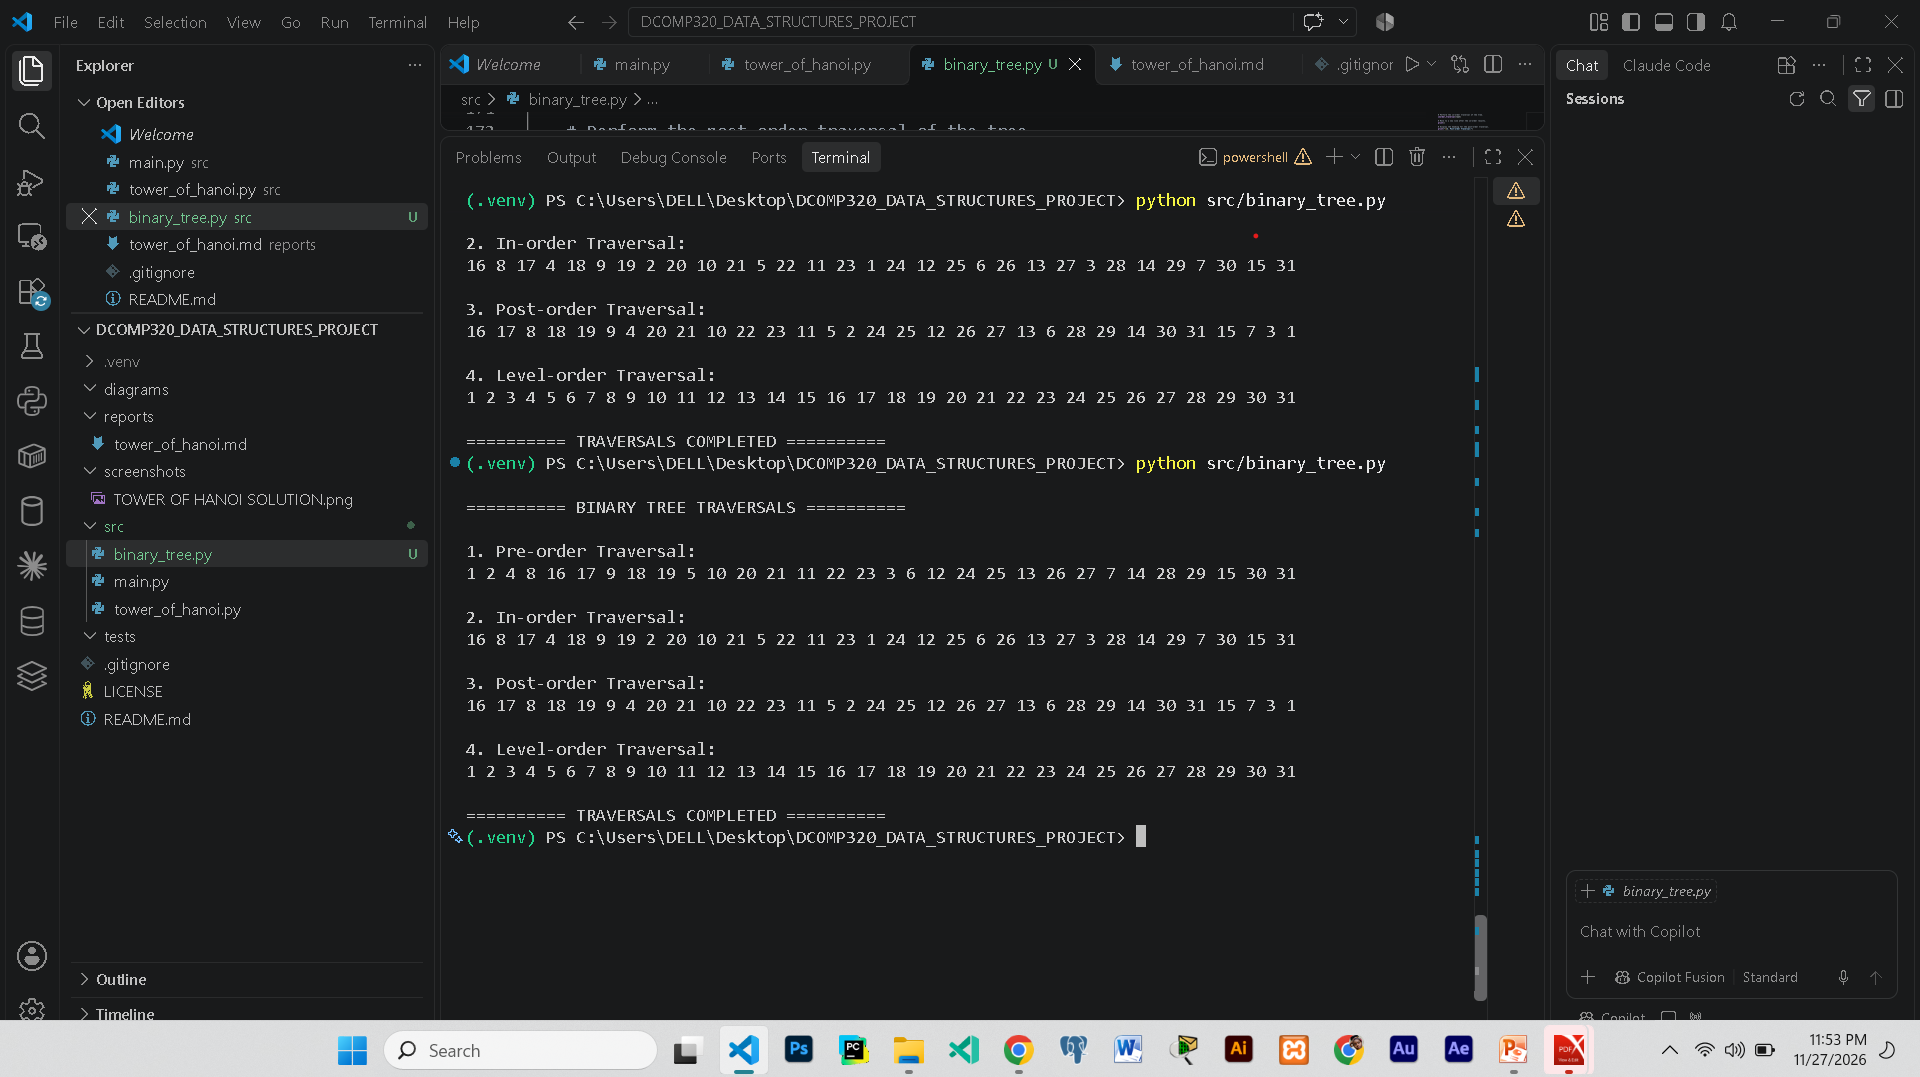 File Edit Selection View Go Run Terminal Help
DCOMP320_DATA_STRUCTURES_PROJECT
Explorer
Open Editors
Welcome
main.py src
tower_of_hanoi.py src
binary_tree.py src U
tower_of_hanoi.md reports
.gitignore
README.md
DCOMP320_DATA_STRUCTURES_PROJECT
.venv
diagrams
reports
tower_of_hanoi.md
screenshots
TOWER OF HANOI SOLUTION.png
src
binary_tree.py U
main.py
tower_of_hanoi.py
tests
.gitignore
LICENSE
README.md
Outline
Timeline
Welcome main.py tower_of_hanoi.py binary_tree.py U tower_of_hanoi.md .gitignor
src > binary_tree.py > ...
# Perform the post-order traversal of the tree
Problems Output Debug Console Ports Terminal
powershell
(.venv) PS C:\Users\DELL\Desktop\DCOMP320_DATA_STRUCTURES_PROJECT> python src/binary_tree.py
2. In-order Traversal:
16 8 17 4 18 9 19 2 20 10 21 5 22 11 23 1 24 12 25 6 26 13 27 3 28 14 29 7 30 15 31
3. Post-order Traversal:
16 17 8 18 19 9 4 20 21 10 22 23 11 5 2 24 25 12 26 27 13 6 28 29 14 30 31 15 7 3 1
4. Level-order Traversal:
1 2 3 4 5 6 7 8 9 10 11 12 13 14 15 16 17 18 19 20 21 22 23 24 25 26 27 28 29 30 31
========== TRAVERSALS COMPLETED ==========
(.venv) PS C:\Users\DELL\Desktop\DCOMP320_DATA_STRUCTURES_PROJECT> python src/binary_tree.py
========== BINARY TREE TRAVERSALS ==========
1. Pre-order Traversal:
1 2 4 8 16 17 9 18 19 5 10 20 21 11 22 23 3 6 12 24 25 13 26 27 7 14 28 29 15 30 31
2. In-order Traversal:
16 8 17 4 18 9 19 2 20 10 21 5 22 11 23 1 24 12 25 6 26 13 27 3 28 14 29 7 30 15 31
3. Post-order Traversal:
16 17 8 18 19 9 4 20 21 10 22 23 11 5 2 24 25 12 26 27 13 6 28 29 14 30 31 15 7 3 1
4. Level-order Traversal:
1 2 3 4 5 6 7 8 9 10 11 12 13 14 15 16 17 18 19 20 21 22 23 24 25 26 27 28 29 30 31
========== TRAVERSALS COMPLETED ==========
(.venv) PS C:\Users\DELL\Desktop\DCOMP320_DATA_STRUCTURES_PROJECT>
Chat Claude Code
Sessions
binary_tree.py
Chat with Copilot
Copilot Fusion Standard
Copilot
Search
Ps PC W Ai Au Ae P PDF
11:53 PM
11/27/2026